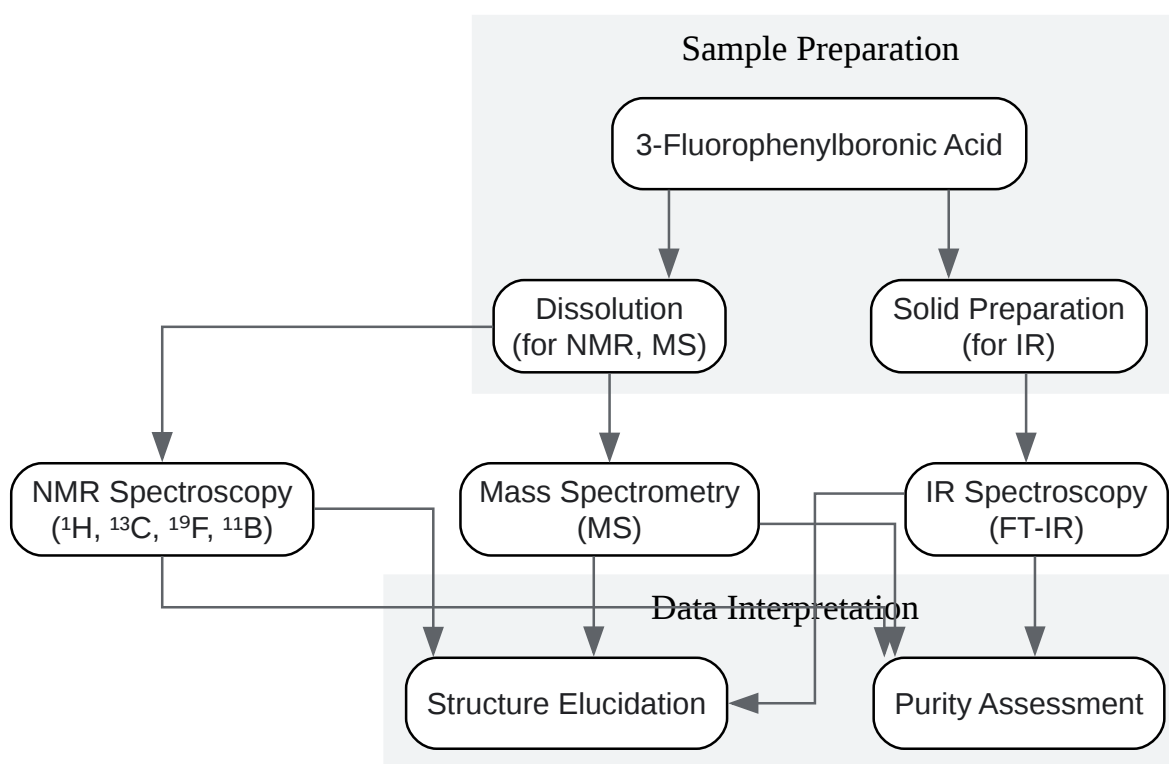 Sample Preparation
3-Fluorophenylboronic Acid
Dissolution
(for NMR, MS)
Solid Preparation
(for IR)
NMR Spectroscopy
(¹H, ¹³C, ¹⁹F, ¹¹B)
Mass Spectrometry
(MS)
IR Spectroscopy
(FT-IR)
Data Interpretation
Structure Elucidation
Purity Assessment